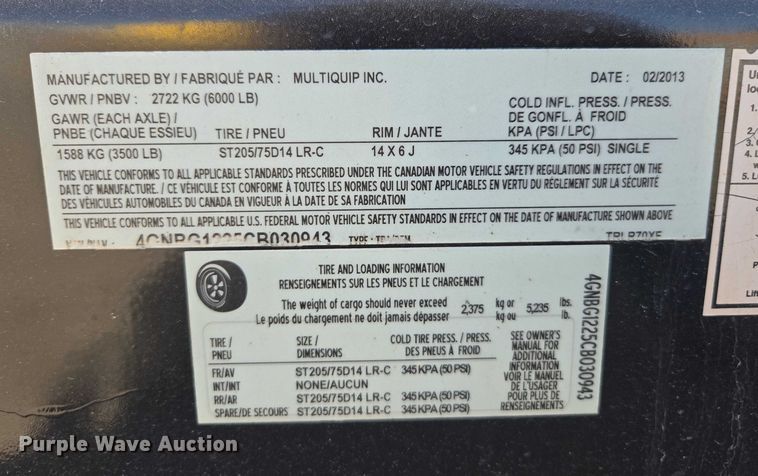 MANUFACTURED BY / FABRIQUÉ PAR : MULTIQUIP INC. DATE : 02/2013
GVWR / PNBV : 2722 KG (6000 LB)
COLD INFL. PRESS. / PRESS.
GAWR (EACH AXLE) / DE GONFL. À FROID
PNBE (CHAQUE ESSIEU) TIRE / PNEU RIM / JANTE KPA (PSI / LPC)
1588 KG (3500 LB) ST205/75D14 LR-C 14 X 6 J 345 KPA (50 PSI) SINGLE
THIS VEHICLE CONFORMS TO ALL APPLICABLE STANDARDS PRESCRIBED UNDER THE CANADIAN MOTOR VEHICLE SAFETY REGULATIONS IN EFFECT ON THE
DATE OF MANUFACTURE. / CE VÉHICULE EST CONFORME À TOUTES LES NORMES QUI LUI SONT APPLICABLES EN VERTU DU RÈGLEMENT SUR LA SÉCURITÉ
DES VÉHICULES AUTOMOBILES DU CANADA EN VIGUEUR À LA DATE DE SA FABRICATION
THIS VEHICLE CONFORMS TO ALL APPLICABLE U.S. FEDERAL MOTOR VEHICLE SAFETY STANDARDS IN EFFECT ON THE DATE OF MANUFACTURE SHOWN ABOVE
4GNBG1225CB030943
TIRE AND LOADING INFORMATION
RENSEIGNEMENTS SUR LES PNEUS ET LE CHARGEMENT
The weight of cargo should never exceed 2,375 kg or 5,235 lbs.
Le poids du chargement ne doit jamais dépasser kg ou lb.
TIRE / SIZE / COLD TIRE PRESS./ PRESS.
PNEU DIMENSIONS DES PNEUS À FROID
FR/AV ST205/75D14 LR-C 345 KPA (50 PSI)
INT/INT NONE/AUCUN
RR/AR ST205/75D14 LR-C 345 KPA (50 PSI)
SPARE/DE SECOURS ST205/75D14 LR-C 345 KPA (50 PSI)
SEE OWNER'S
MANUAL FOR
ADDITIONAL
INFORMATION
VOIR LE MANUEL
DE L'USAGER
POUR PLUS DE
RENSEIGNEMENTS.
4GNBG1225CB030943
1.
2.
3.
4.
5.
Purple Wave Auction